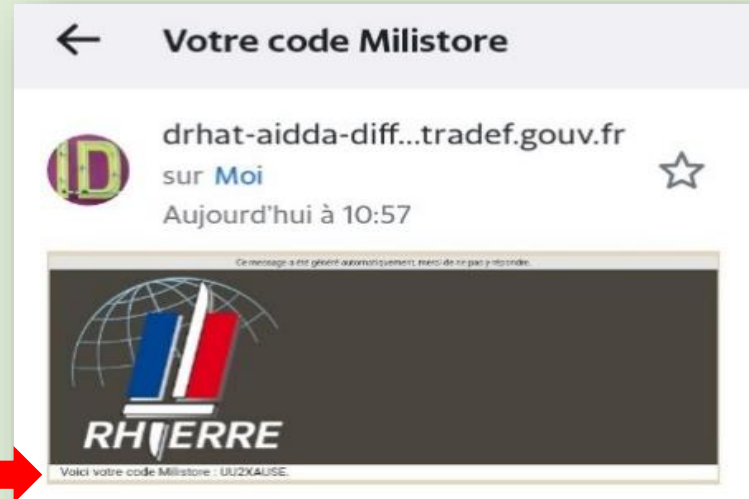 Votre code Milistore
drhat-aidda-diff...tradef.gouv.fr
sur Moi
Aujourd'hui à 10:57
Ce message a été généré automatiquement, merci de ne pas y répondre.
RHTERRE
Voici votre code Milistore : UU2XAUSE.